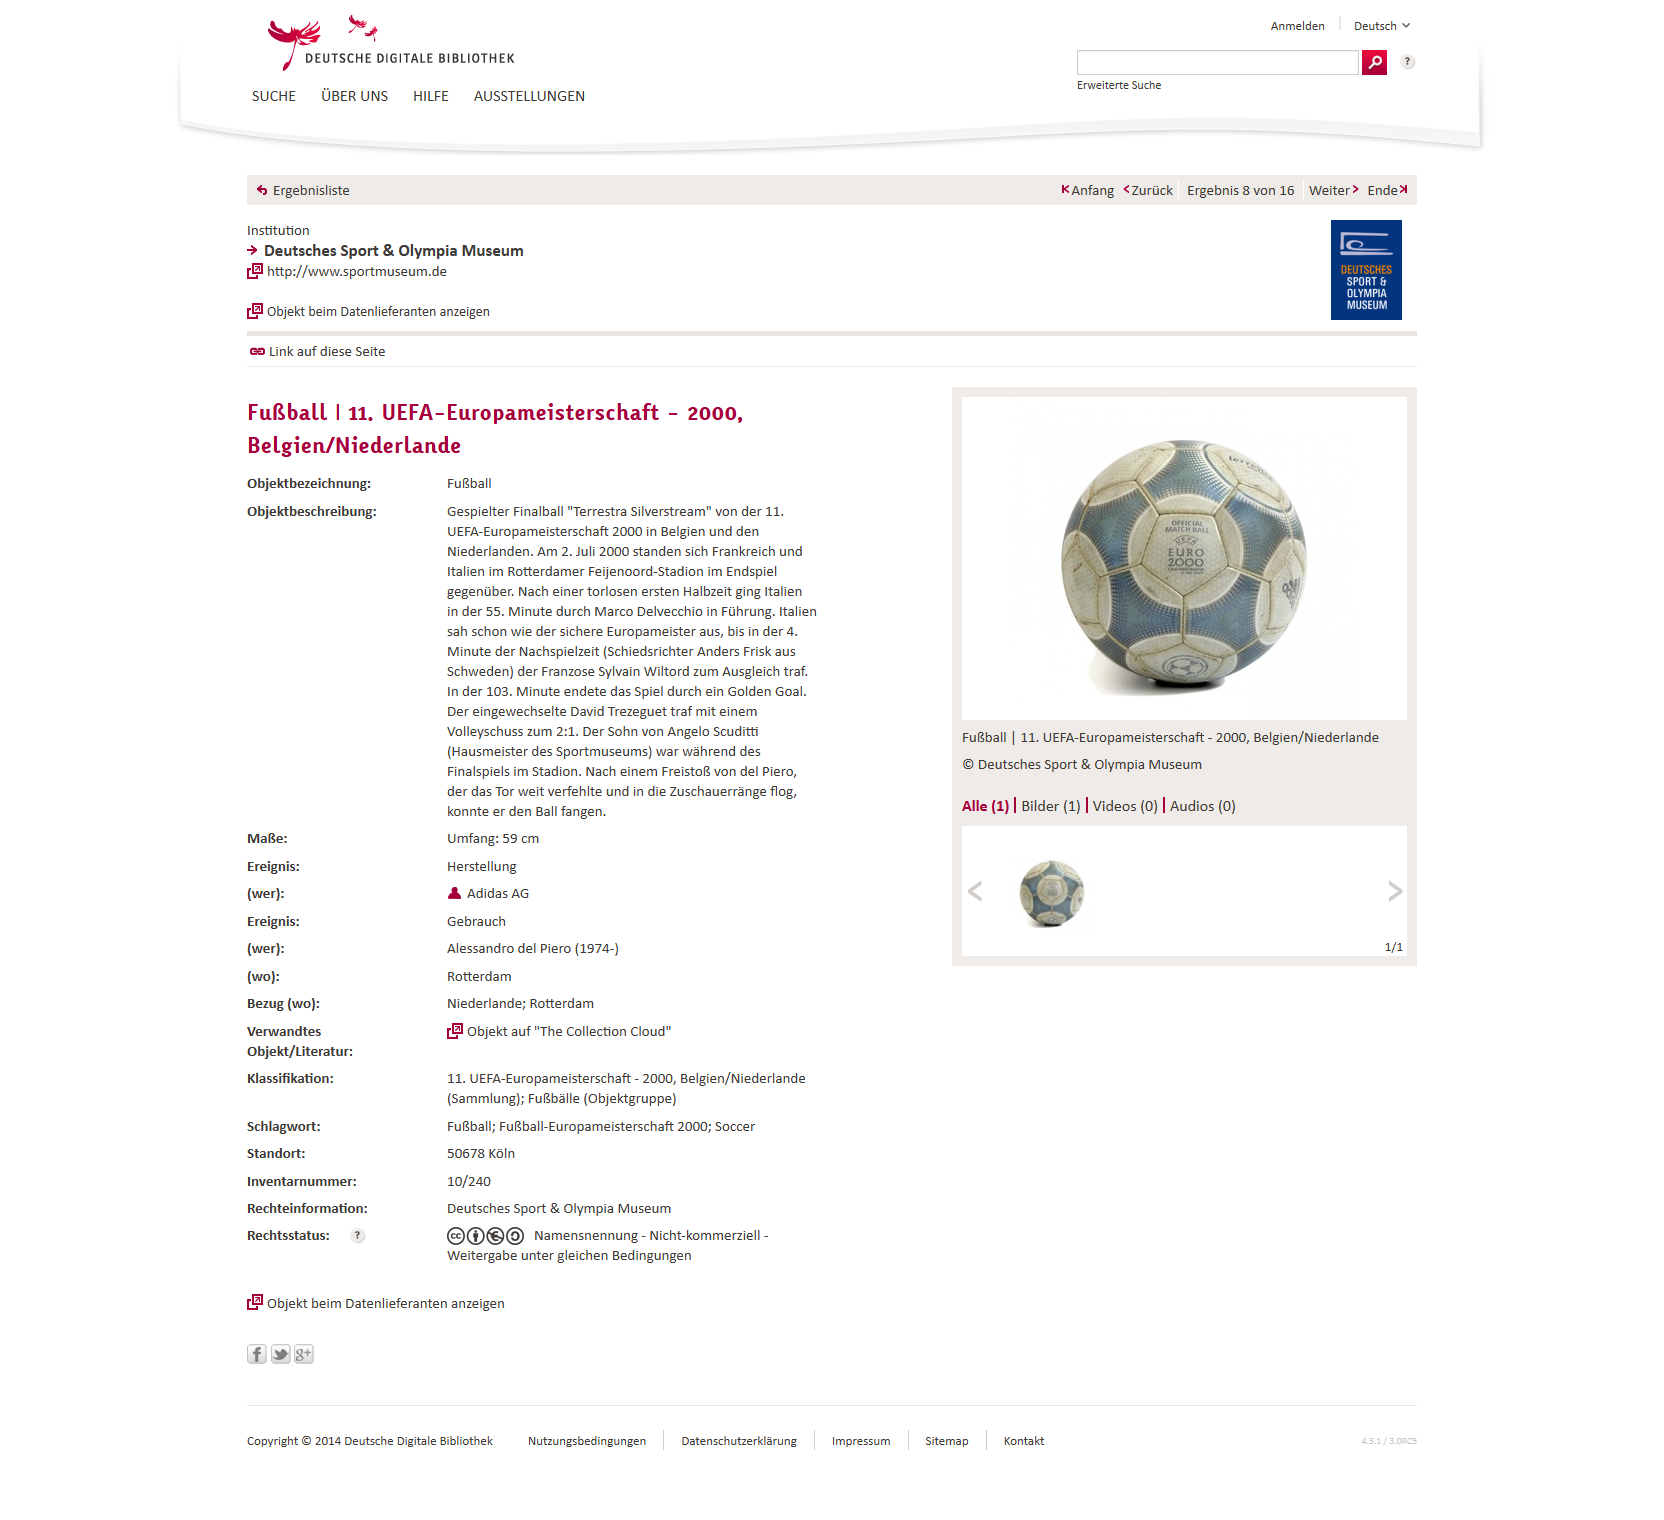 DEUTSCHE DIGITALE BIBLIOTHEK
Anmelden
Deutsch
Erweiterte Suche
?
SUCHE ÜBER UNS HILFE AUSSTELLUNGEN
Ergebnisliste
Anfang Zurück Ergebnis 8 von 16 Weiter Ende
Institution
Deutsches Sport & Olympia Museum
http://www.sportmuseum.de
Objekt beim Datenlieferanten anzeigen
DEUTSCHES
SPORT &
OLYMPIA
MUSEUM
Link auf diese Seite
Fußball | 11. UEFA-Europameisterschaft - 2000,
Belgien/Niederlande
Objektbezeichnung: Fußball
Objektbeschreibung: Gespielter Finalball "Terrestra Silverstream" von der 11.
UEFA-Europameisterschaft 2000 in Belgien und den
Niederlanden. Am 2. Juli 2000 standen sich Frankreich und
Italien im Rotterdamer Feijenoord-Stadion im Endspiel
gegenüber. Nach einer torlosen ersten Halbzeit ging Italien
in der 55. Minute durch Marco Delvecchio in Führung. Italien
sah schon wie der sichere Europameister aus, bis in der 4.
Minute der Nachspielzeit (Schiedsrichter Anders Frisk aus
Schweden) der Franzose Sylvain Wiltord zum Ausgleich traf.
In der 103. Minute endete das Spiel durch ein Golden Goal.
Der eingewechselte David Trezeguet traf mit einem
Volleyschuss zum 2:1. Der Sohn von Angelo Scuditti
(Hausmeister des Sportmuseums) war während des
Finalspiels im Stadion. Nach einem Freistoß von del Piero,
der das Tor weit verfehlte und in die Zuschauerränge flog,
konnte er den Ball fangen.
Maße: Umfang: 59 cm
Ereignis: Herstellung
(wer): Adidas AG
Ereignis: Gebrauch
(wer): Alessandro del Piero (1974-)
(wo): Rotterdam
Bezug (wo): Niederlande; Rotterdam
Verwandtes Objekt auf "The Collection Cloud"
Objekt/Literatur:
Klassifikation: 11. UEFA-Europameisterschaft - 2000, Belgien/Niederlande
(Sammlung); Fußbälle (Objektgruppe)
Schlagwort: Fußball; Fußball-Europameisterschaft 2000; Soccer
Standort: 50678 Köln
Inventarnummer: 10/240
Rechteinformation: Deutsches Sport & Olympia Museum
Rechtsstatus: ? Namensnennung - Nicht-kommerziell -
Weitergabe unter gleichen Bedingungen
Objekt beim Datenlieferanten anzeigen
OFFICIAL
MATCH BALL
UEFA
EURO
2000
Fußball | 11. UEFA-Europameisterschaft - 2000, Belgien/Niederlande
© Deutsches Sport & Olympia Museum
Alle (1) | Bilder (1) | Videos (0) | Audios (0)
1/1
Copyright © 2014 Deutsche Digitale Bibliothek Nutzungsbedingungen Datenschutzerklärung Impressum Sitemap Kontakt
4.3.1 / 3.0RC5